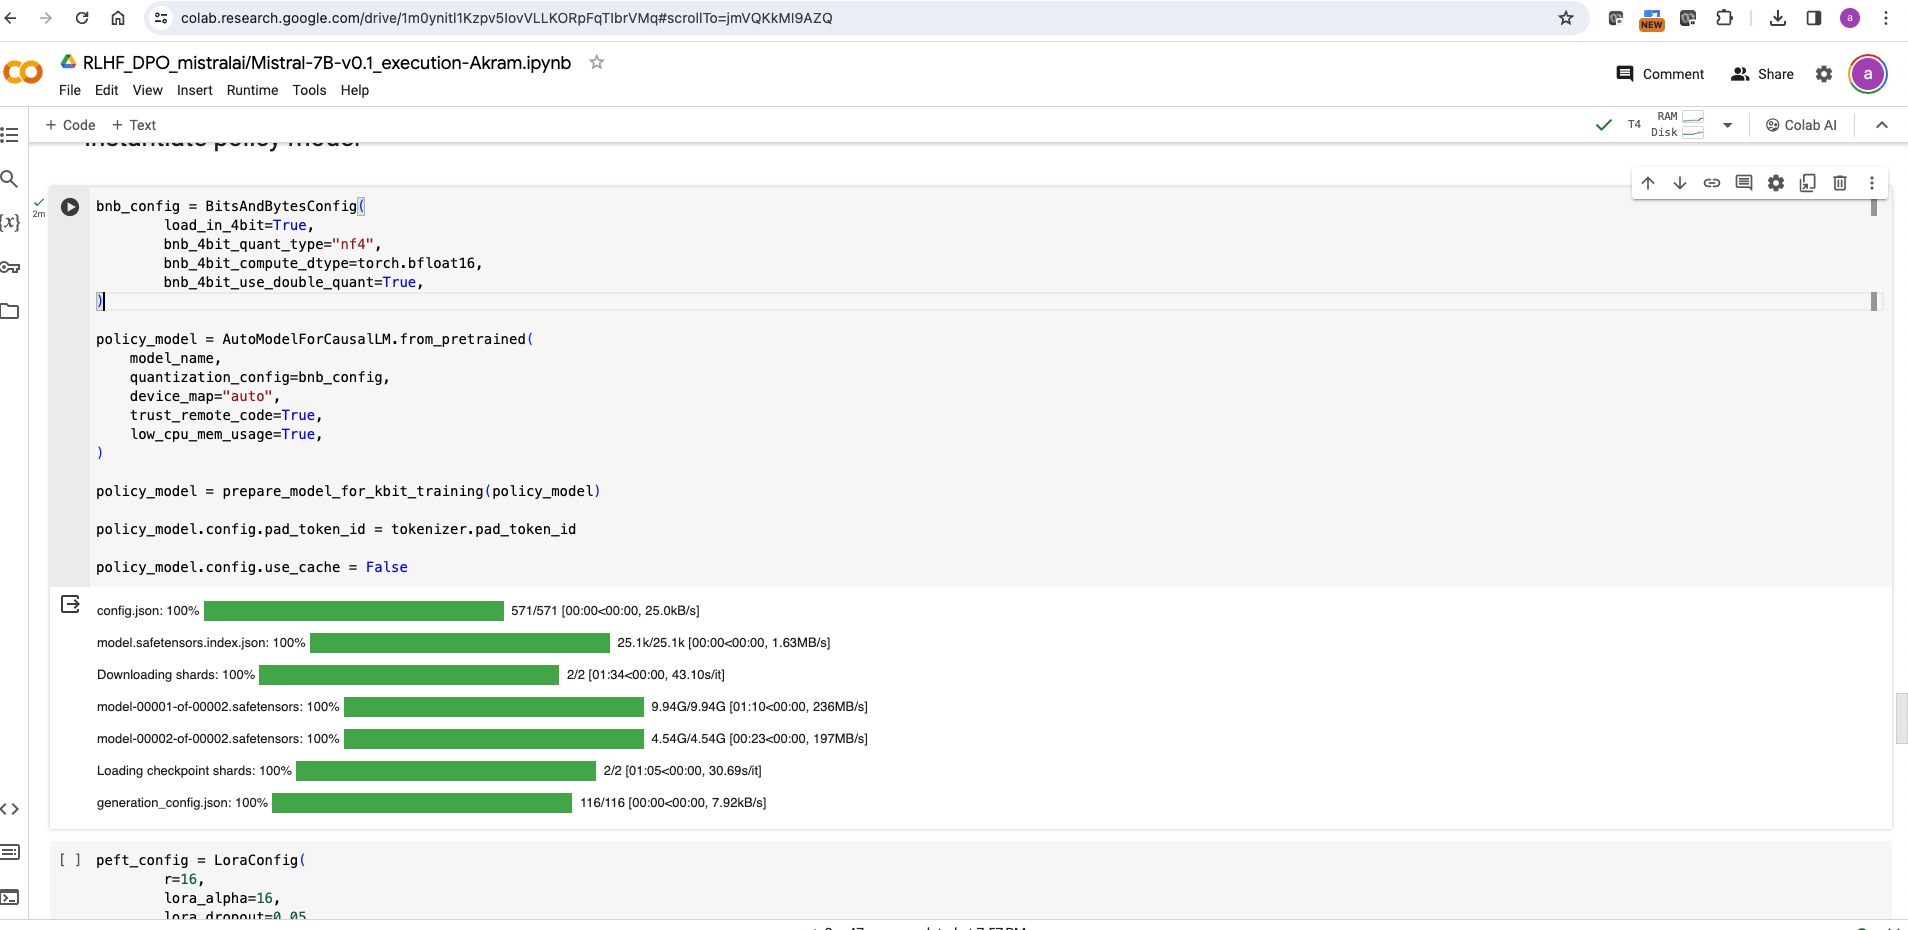 colab.research.google.com/drive/1m0ynitl1Kzpv5IovVLLKORpFqTIbrVMq#scrollTo=jmVQKkMI9AZQ
NEW
a
RLHF_DPO_mistralai/Mistral-7B-v0.1_execution-Akram.ipynb
Comment
Share
a
File Edit View Insert Runtime Tools Help
+ Code + Text
T4
RAM
Disk
Colab AI
Instantiate policy model
2m
{x}
bnb_config = BitsAndBytesConfig(
load_in_4bit=True,
bnb_4bit_quant_type="nf4",
bnb_4bit_compute_dtype=torch.bfloat16,
bnb_4bit_use_double_quant=True,
)
policy_model = AutoModelForCausalLM.from_pretrained(
model_name,
quantization_config=bnb_config,
device_map="auto",
trust_remote_code=True,
low_cpu_mem_usage=True,
)
policy_model = prepare_model_for_kbit_training(policy_model)
policy_model.config.pad_token_id = tokenizer.pad_token_id
policy_model.config.use_cache = False
config.json: 100% 571/571 [00:00<00:00, 25.0kB/s]
model.safetensors.index.json: 100% 25.1k/25.1k [00:00<00:00, 1.63MB/s]
Downloading shards: 100% 2/2 [01:34<00:00, 43.10s/it]
model-00001-of-00002.safetensors: 100% 9.94G/9.94G [01:10<00:00, 236MB/s]
model-00002-of-00002.safetensors: 100% 4.54G/4.54G [00:23<00:00, 197MB/s]
Loading checkpoint shards: 100% 2/2 [01:05<00:00, 30.69s/it]
generation_config.json: 100% 116/116 [00:00<00:00, 7.92kB/s]
[ ] peft_config = LoraConfig(
r=16,
lora_alpha=16,
lora_dropout=0.05